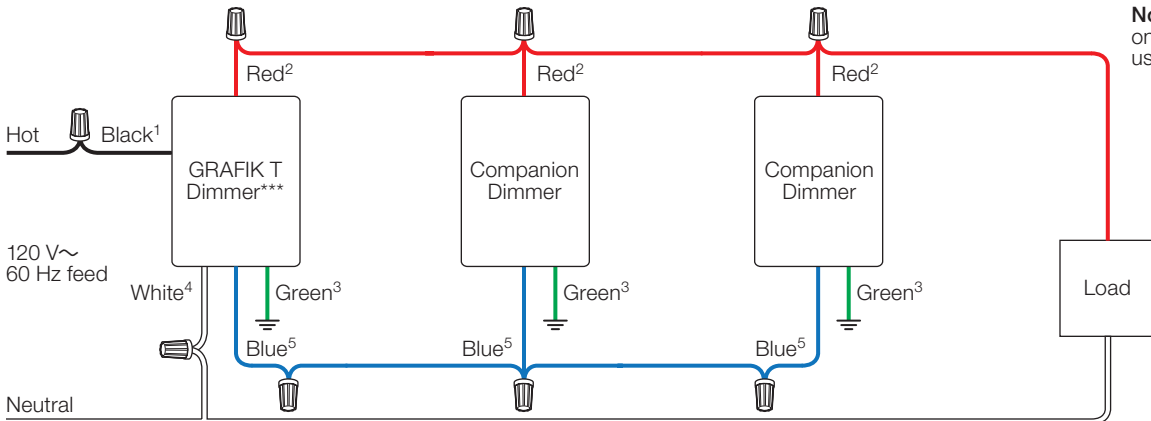 No
on
us
Red²
Red²
Red²
Hot
Black¹
GRAFIK T
Dimmer***
Companion
Dimmer
Companion
Dimmer
120 V~
60 Hz feed
White⁴
Green³
Green³
Green³
Load
Blue⁵
Blue⁵
Blue⁵
Neutral